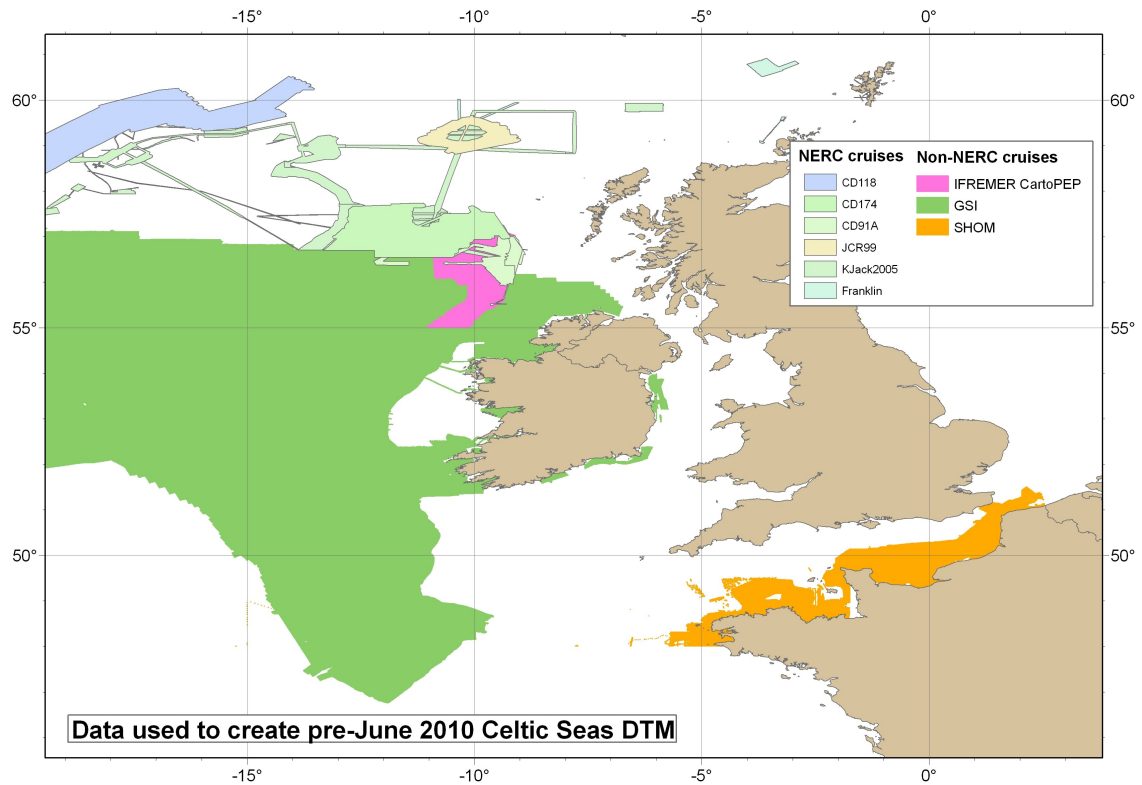 -15° -10° -5° 0°
60° 60°
NERC cruises Non-NERC cruises
CD118 IFREMER CartoPEP
CD174 GSI
CD91A SHOM
JCR99
KJack2005
Franklin
55° 55°
50° 50°
Data used to create pre-June 2010 Celtic Seas DTM
-15° -10° -5° 0°